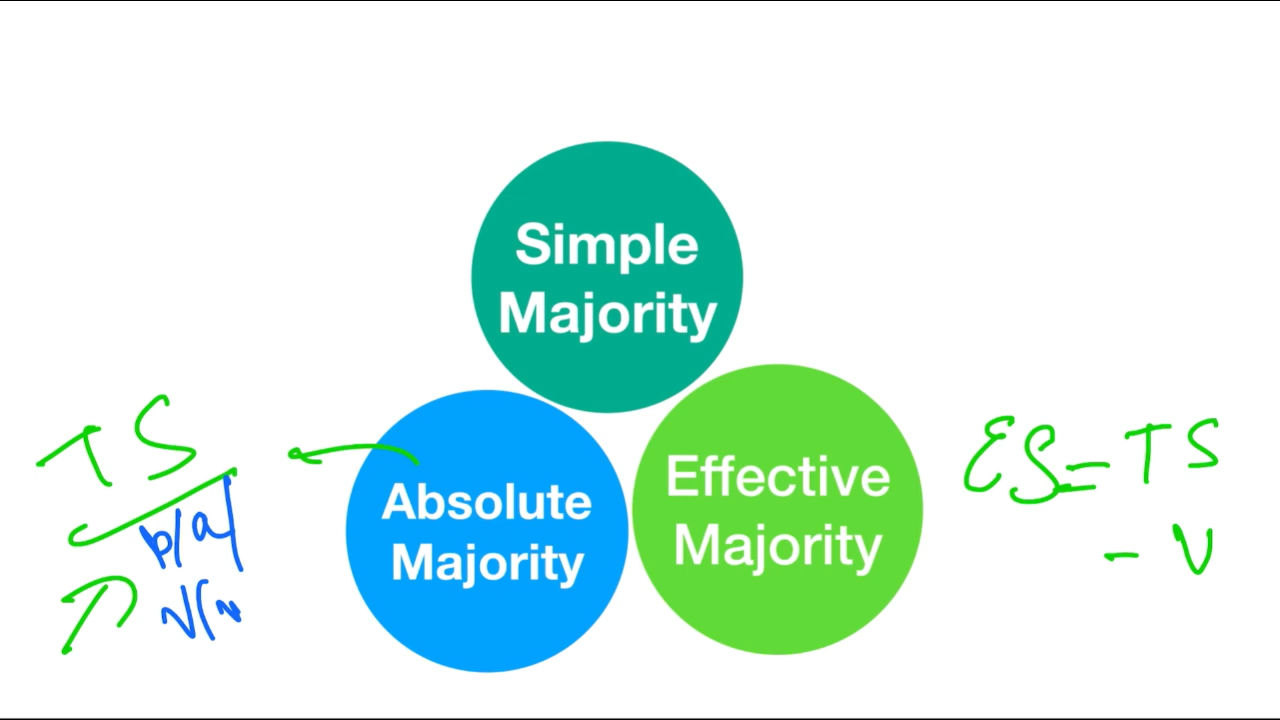 Simple
Majority
TS
Absolute
Majority
Effective
Majority
ES = TS
- V